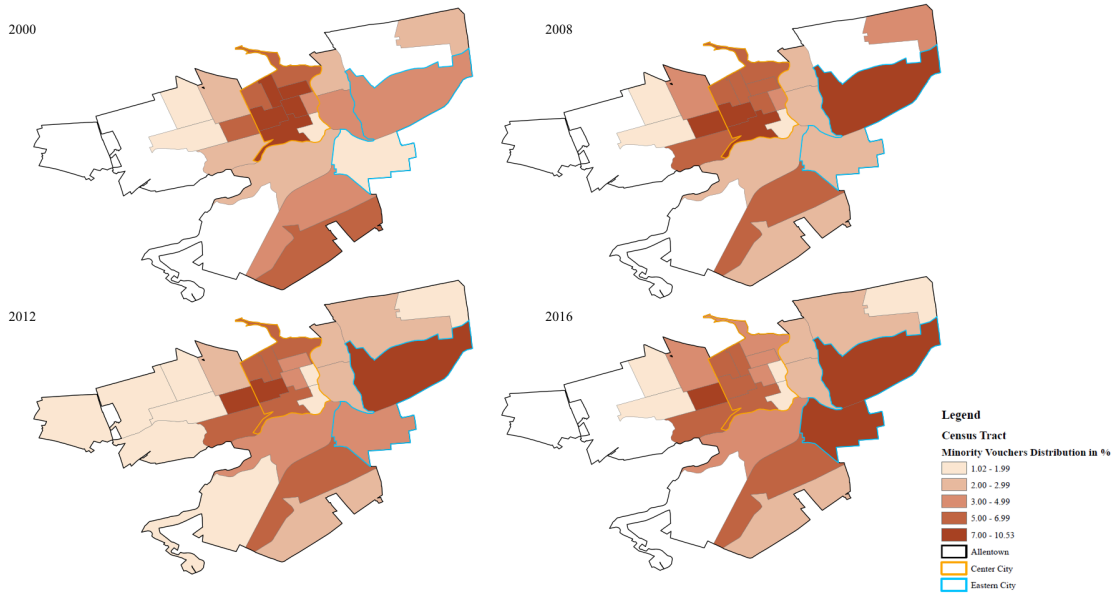 2000
2008
2012
2016
Legend
Census Tract
Minority Vouchers Distribution in %
1.02 - 1.99
2.00 - 2.99
3.00 - 4.99
5.00 - 6.99
7.00 - 10.53
Allentown
Center City
Eastern City